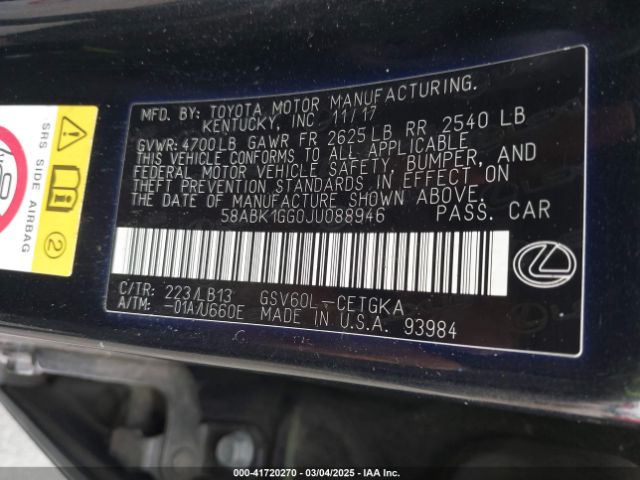 MFD. BY: TOYOTA MOTOR MANUFACTURING.
KENTUCKY, INC. 11/17
GVWR: 4700LB GAWR FR 2625LB RR 2540 LB
THIS VEHICLE CONFORMS TO ALL APPLICABLE
FEDERAL MOTOR VEHICLE SAFETY, BUMPER, AND
THEFT PREVENTION STANDARDS IN EFFECT ON
THE DATE OF MANUFACTURE SHOWN ABOVE.
58ABK1GG0JU088946 PASS. CAR
C/TR: 223/LB13 GSV60L-CETGKA
A/TM: -01A/U660E MADE IN U.S.A. 93984
SRS SIDE AIRBAG
2
000-41720270 - 03/04/2025 - IAA Inc.